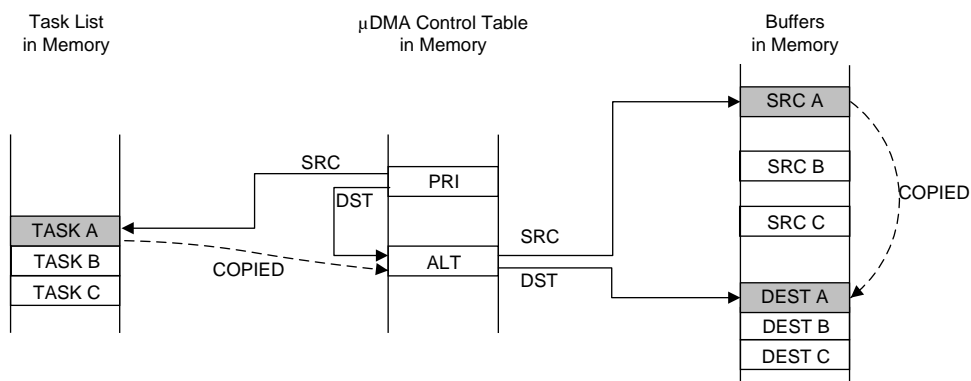 Task List
in Memory
µDMA Control Table
in Memory
Buffers
in Memory
SRC A
SRC B
SRC C
COPIED
SRC
PRI
DST
TASK A
TASK B
TASK C
COPIED
ALT
SRC
DST
DEST A
DEST B
DEST C